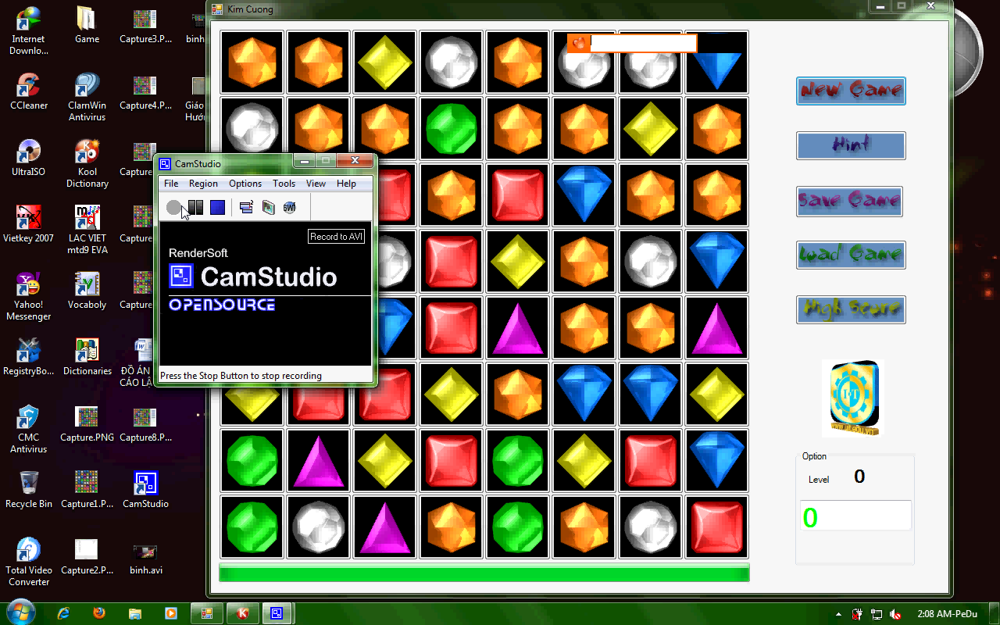 Internet
Downlo...
Game
Capture3.P...
binh
CCleaner
ClamWin
Antivirus
Capture4.P...
Giáo
Hướ
UltraISO
Kool
Dictionary
Capture
Vietkey 2007
LAC VIET
mtd9 EVA
Capture
Yahoo!
Messenger
Vocaboly
Capture
RegistryBo...
Dictionaries
ĐỒ ÁN
CÁO LẬ
CMC
Antivirus
Capture.PNG
Capture8.P...
Recycle Bin
Capture1.P...
CamStudio
Total Video
Converter
Capture2.P...
binh.avi
Kim Cuong
CamStudio
File Region Options Tools View Help
Record to AVI
RenderSoft
CamStudio
OPENSOURCE
Press the Stop Button to stop recording
New Game
Hint
Save Game
Load Game
High Score
www.ut.edu.vn
Option
Level 0
0
2:08 AM-PeDu